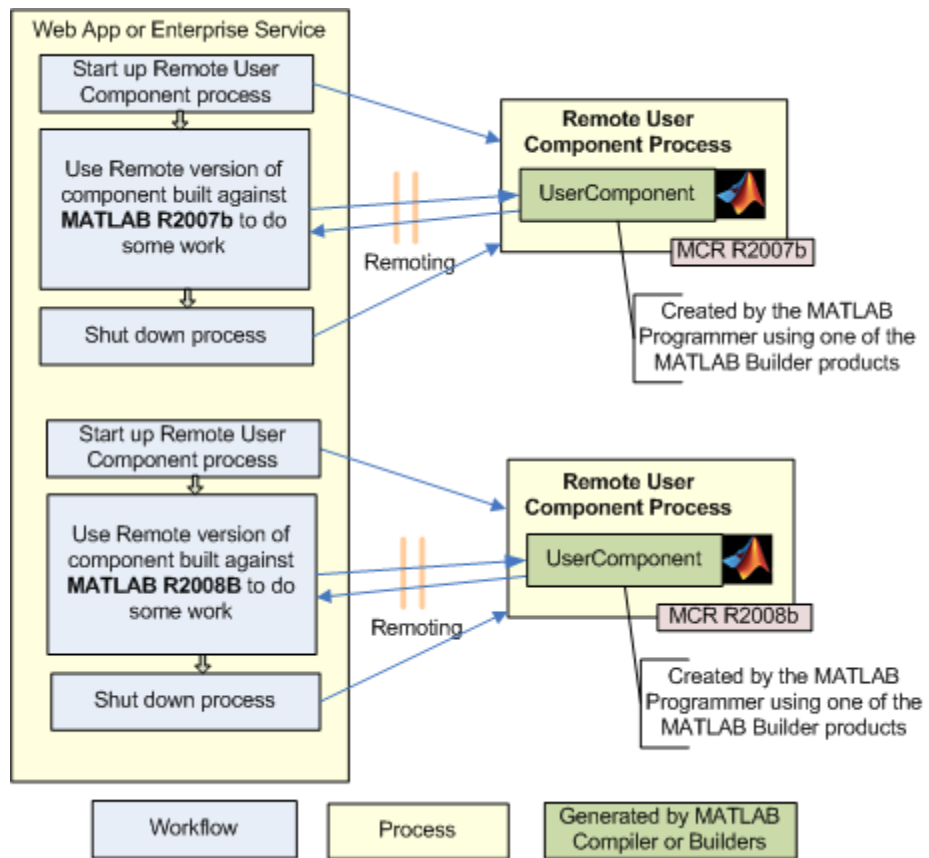 Web App or Enterprise Service
Start up Remote User
Component process
Use Remote version of
component built against
MATLAB R2007b to do
some work
Shut down process
Remoting
Remote User
Component Process
UserComponent
MCR R2007b
Created by the MATLAB
Programmer using one of the
MATLAB Builder products
Start up Remote User
Component process
Use Remote version of
component built against
MATLAB R2008B to do
some work
Shut down process
Remoting
Remote User
Component Process
UserComponent
MCR R2008b
Created by the MATLAB
Programmer using one of the
MATLAB Builder products
Workflow
Process
Generated by MATLAB
Compiler or Builders